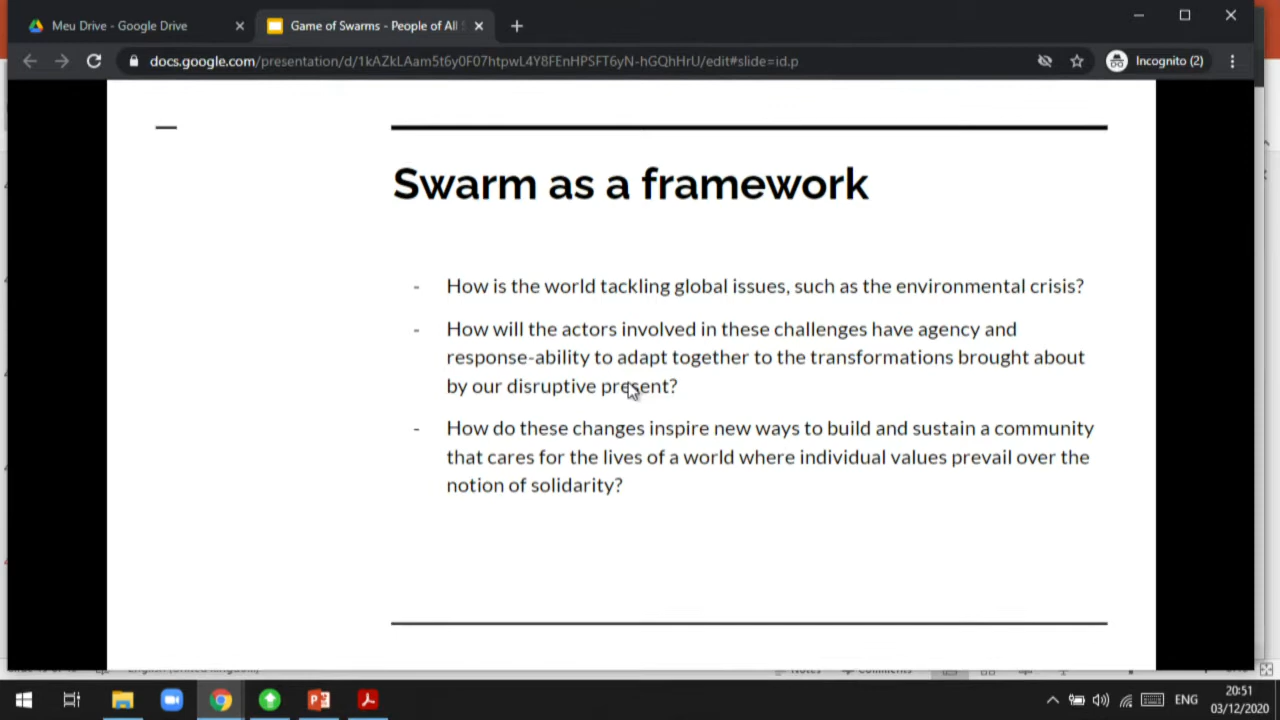 Meu Drive - Google Drive
Game of Swarms - People of All
docs.google.com/presentation/d/1kAZkLAam5t6y0F07htpwL4Y8FEnHPSFT6yN-hGQhHrU/edit#slide=id.p
Incognito (2)
Swarm as a framework
- How is the world tackling global issues, such as the environmental crisis?
- How will the actors involved in these challenges have agency and
response-ability to adapt together to the transformations brought about
by our disruptive present?
- How do these changes inspire new ways to build and sustain a community
that cares for the lives of a world where individual values prevail over the
notion of solidarity?
ENG
20:51
03/12/2020